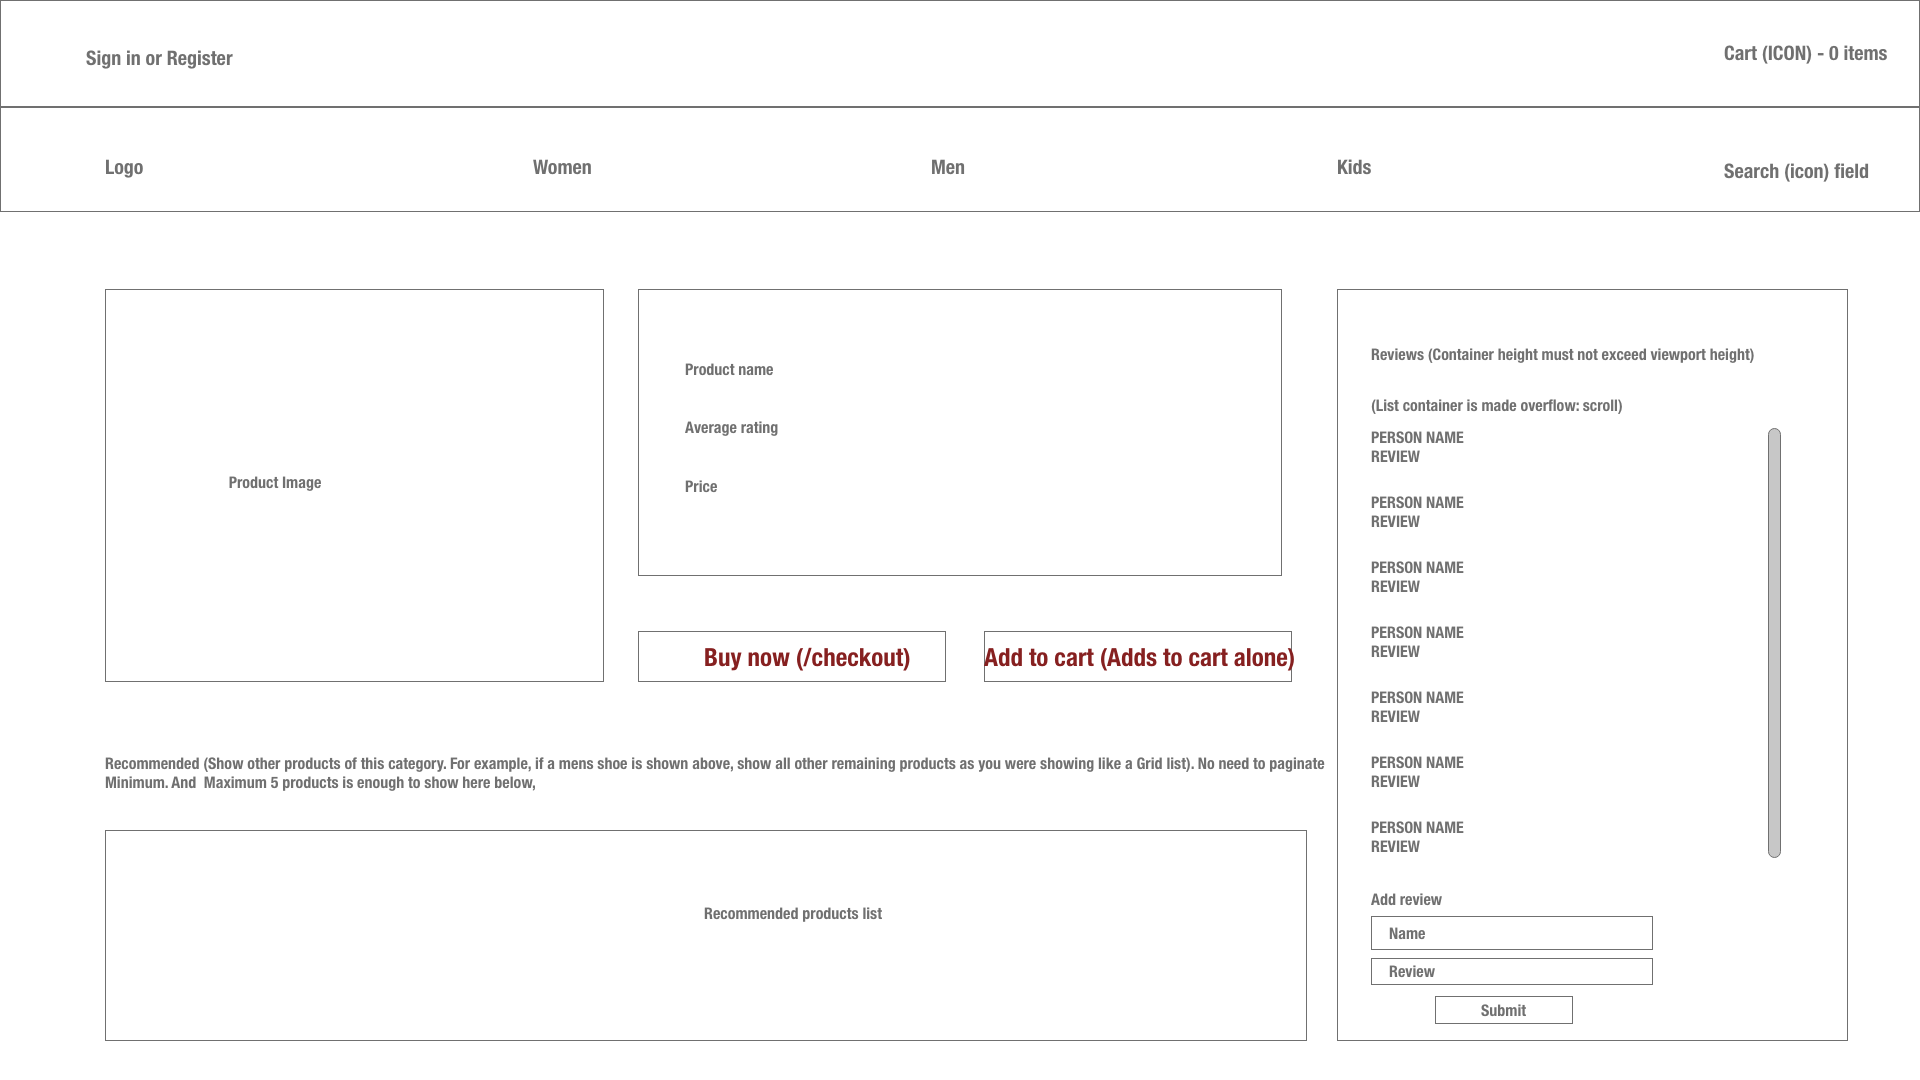 Sign in or Register
Cart (ICON) - 0 items
Logo
Women
Men
Kids
Search (icon) field
Product Image
Product name
Average rating
Price
Buy now (/checkout)
Add to cart (Adds to cart alone)
Recommended (Show other products of this category. For example, if a mens shoe is shown above, show all other remaining products as you were showing like a Grid list). No need to paginate
Minimum. And  Maximum 5 products is enough to show here below,
Recommended products list
Reviews (Container height must not exceed viewport height)
(List container is made overflow: scroll)
PERSON NAME
REVIEW
PERSON NAME
REVIEW
PERSON NAME
REVIEW
PERSON NAME
REVIEW
PERSON NAME
REVIEW
PERSON NAME
REVIEW
PERSON NAME
REVIEW
Add review
Name
Review
Submit